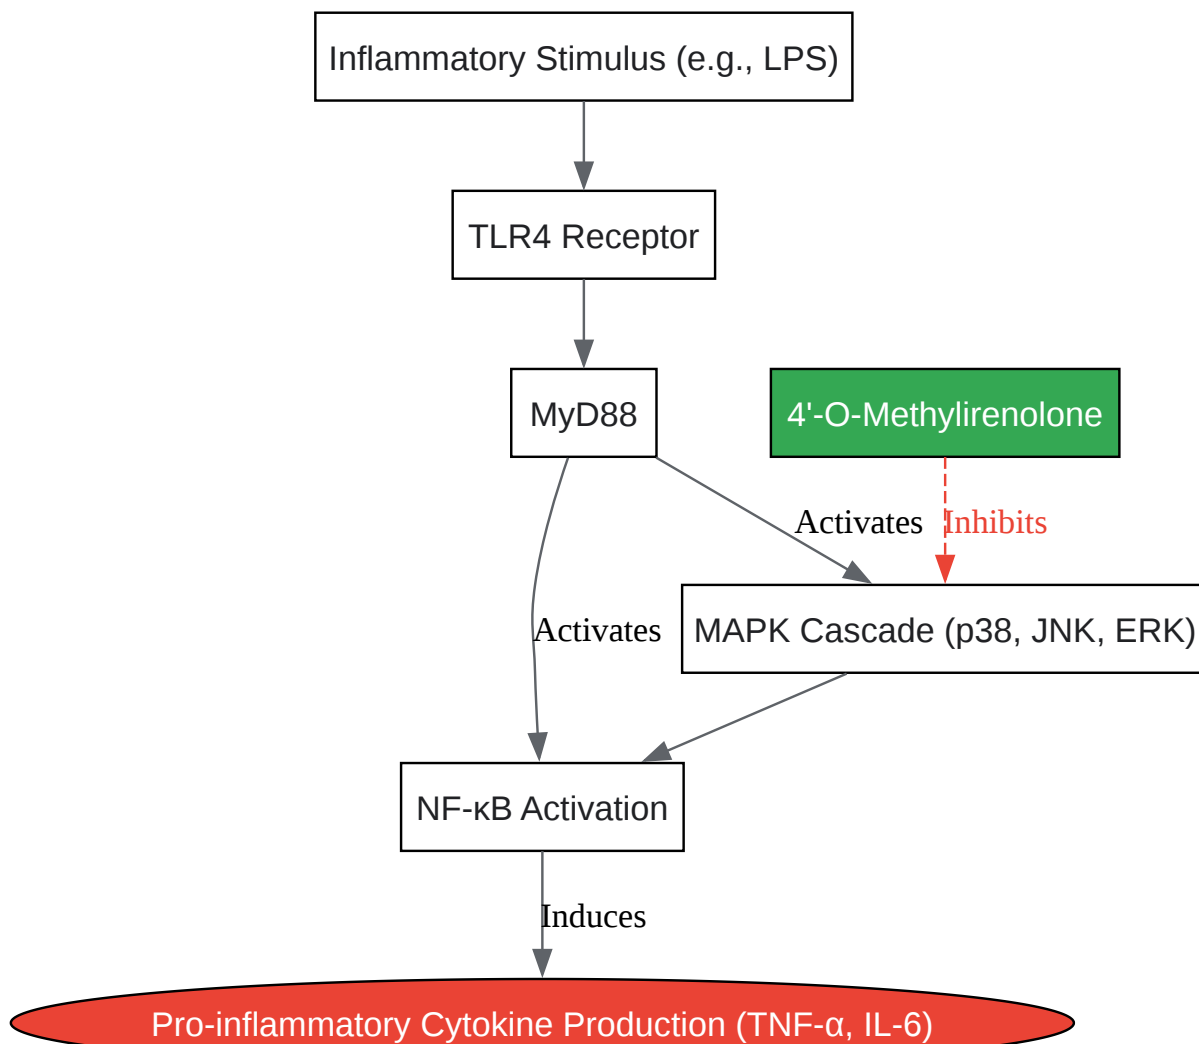 Inflammatory Stimulus (e.g., LPS)
TLR4 Receptor
MyD88
4'-O-Methylirenolone
Activates
Inhibits
Activates
MAPK Cascade (p38, JNK, ERK)
NF-κB Activation
Induces
Pro-inflammatory Cytokine Production (TNF-α, IL-6)